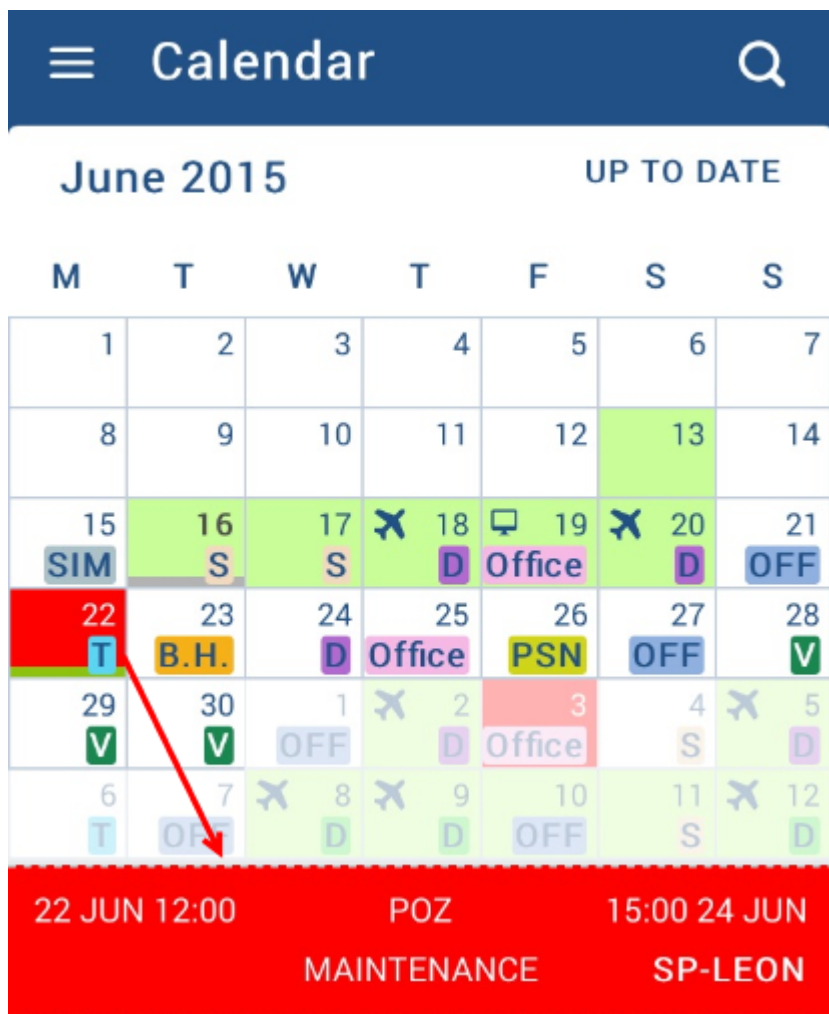 Calendar
June 2015 UP TO DATE
M T W T F S S
1 2 3 4 5 6 7
8 9 10 11 12 13 14
15 16 17 18 19 20 21
SIM S S D Office D OFF
22 23 24 25 26 27 28
T B.H. D Office PSN OFF V
29 30 1 2 3 4 5
V V OFF D Office S D
6 7 8 9 10 11 12
T OFF D D OFF S D
22 JUN 12:00 POZ 15:00 24 JUN
MAINTENANCE SP-LEON